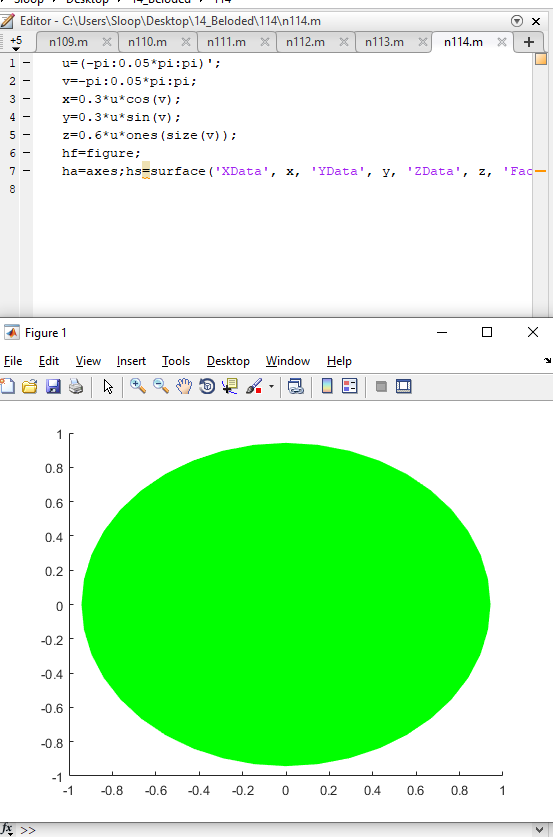 Sloop > Desktop > 14_Beloded > 114
Editor - C:\Users\Sloop\Desktop\14_Beloded\114\n114.m
+5 n109.m n110.m n111.m n112.m n113.m n114.m +
1 — u=(-pi:0.05*pi:pi)';
2 — v=-pi:0.05*pi:pi;
3 — x=0.3*u*cos(v);
4 — y=0.3*u*sin(v);
5 — z=0.6*u*ones(size(v));
6 — hf=figure;
7 — ha=axes;hs=surface('XData', x, 'YData', y, 'ZData', z, 'Fac
8
Figure 1
File Edit View Insert Tools Desktop Window Help
1
0.8
0.6
0.4
0.2
0
-0.2
-0.4
-0.6
-0.8
-1
-1 -0.8 -0.6 -0.4 -0.2 0 0.2 0.4 0.6 0.8 1
fx >>